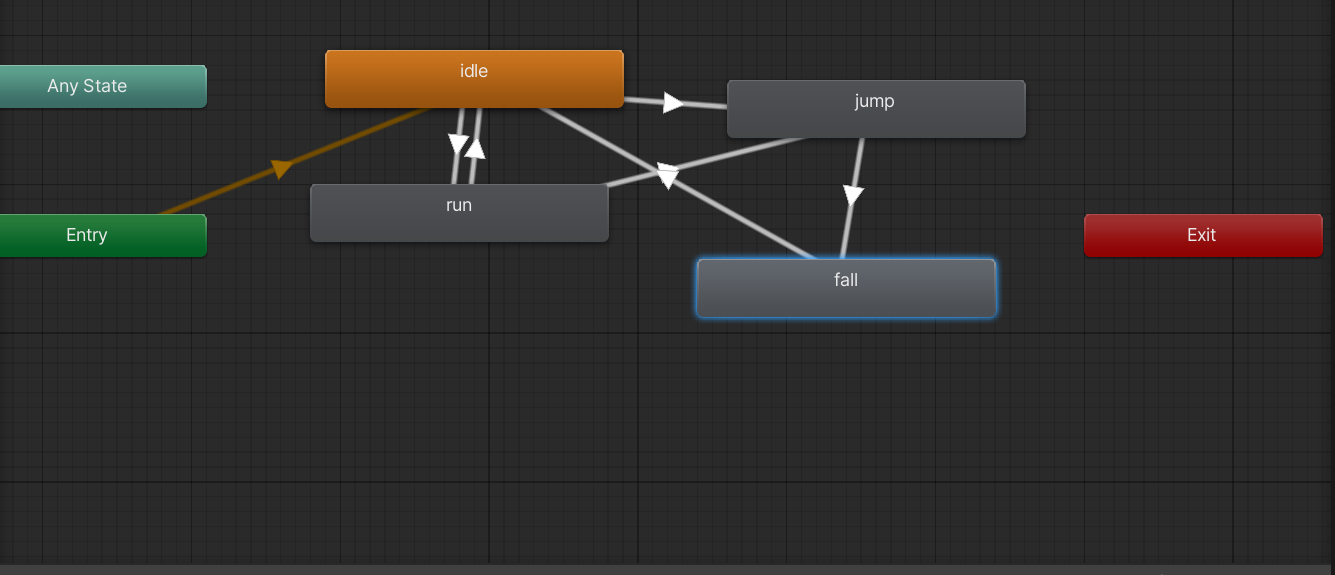 idle
Any State
jump
run
Entry
Exit
fall